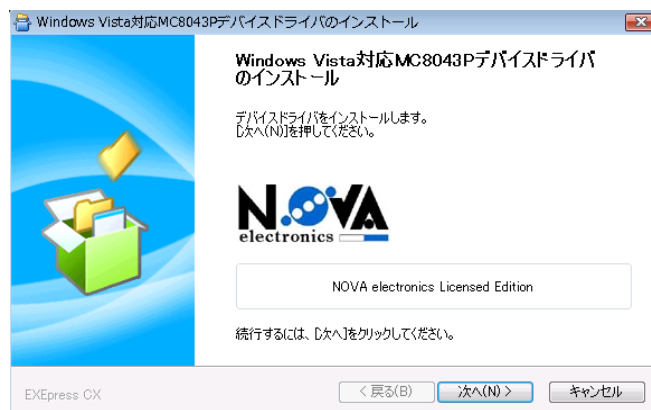 Windows Vista対応MC8043Pデバイスドライバのインストール
Windows Vista対応MC8043Pデバイスドライバ
のインストール
デバイスドライバをインストールします。
[次へ(N)]を押してください。
NOVA
electronics
NOVA electronics Licensed Edition
続行するには、[次へ]をクリックしてください。
EXEpress CX
< 戻る(B) 次へ(N) > キャンセル